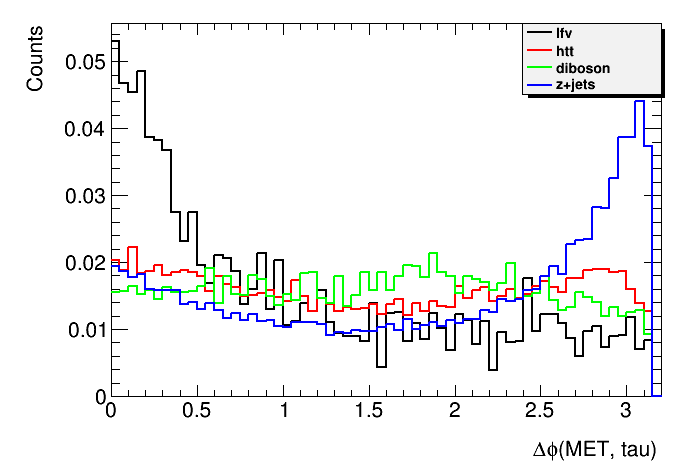 Counts
0.05
0.04
0.03
0.02
0.01
0
lfv
htt
diboson
z+jets
0 0.5 1 1.5 2 2.5 3
Δϕ(MET, tau)